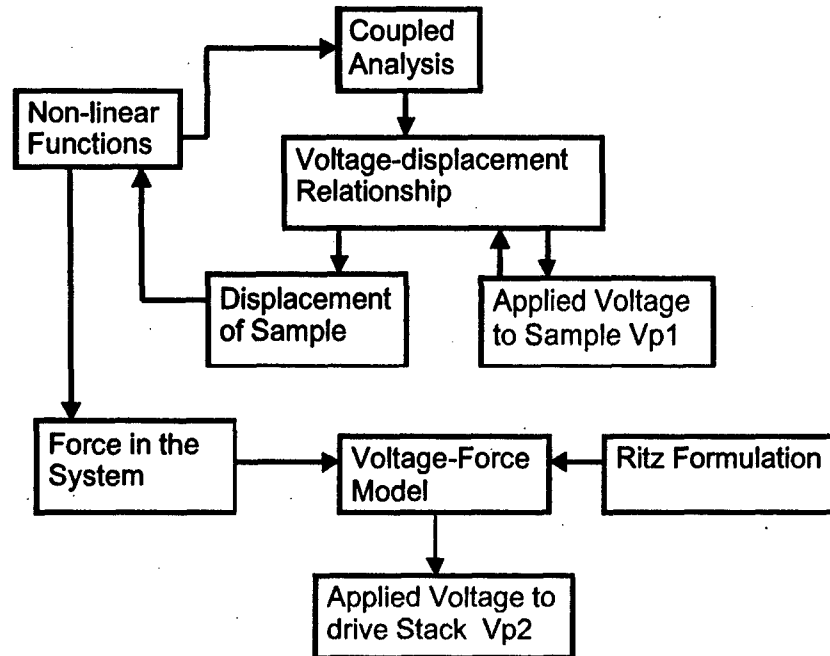 Coupled
Analysis
Non-linear
Functions
Voltage-displacement
Relationship
Displacement
of Sample
Applied Voltage
to Sample Vp1
Force in the
System
Voltage-Force
Model
Ritz Formulation
Applied Voltage to
drive Stack Vp2